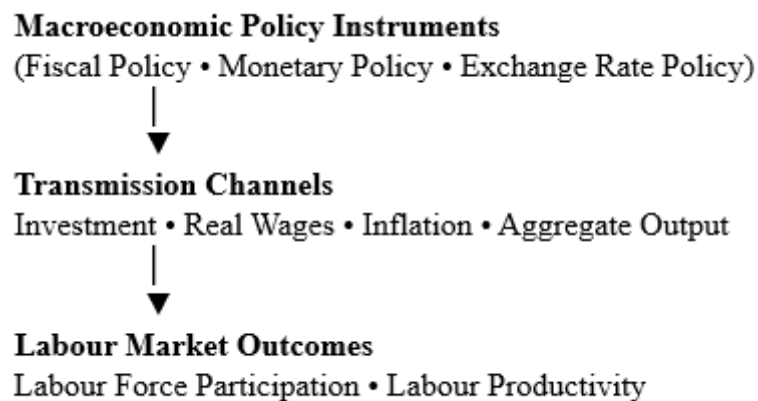 Macroeconomic Policy Instruments
(Fiscal Policy • Monetary Policy • Exchange Rate Policy)
Transmission Channels
Investment • Real Wages • Inflation • Aggregate Output
Labour Market Outcomes
Labour Force Participation • Labour Productivity